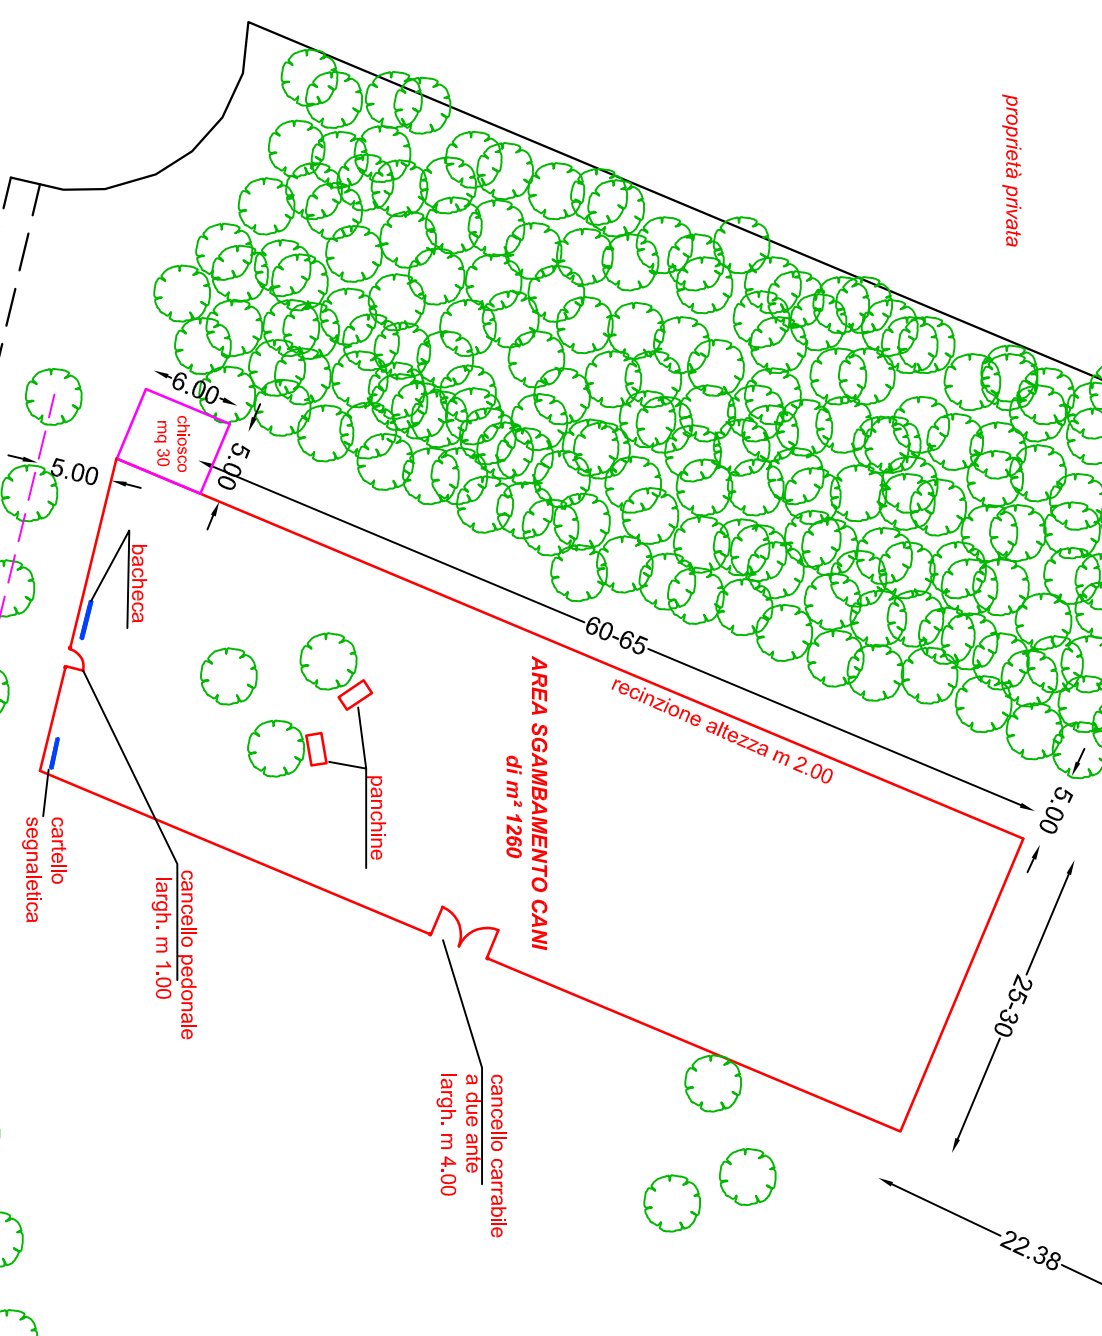 proprietà privata
6.00
chiosco
mq 30
5.00
5.00
bacheca
60-65
AREA SGAMBAMENTO CANI
di m² 1260
recinzione altezza m 2.00
5.00
panchine
cartello
segnaletica
cancello pedonale
largh. m 1.00
25-30
cancello carrabile
a due ante
largh. m 4.00
22.38